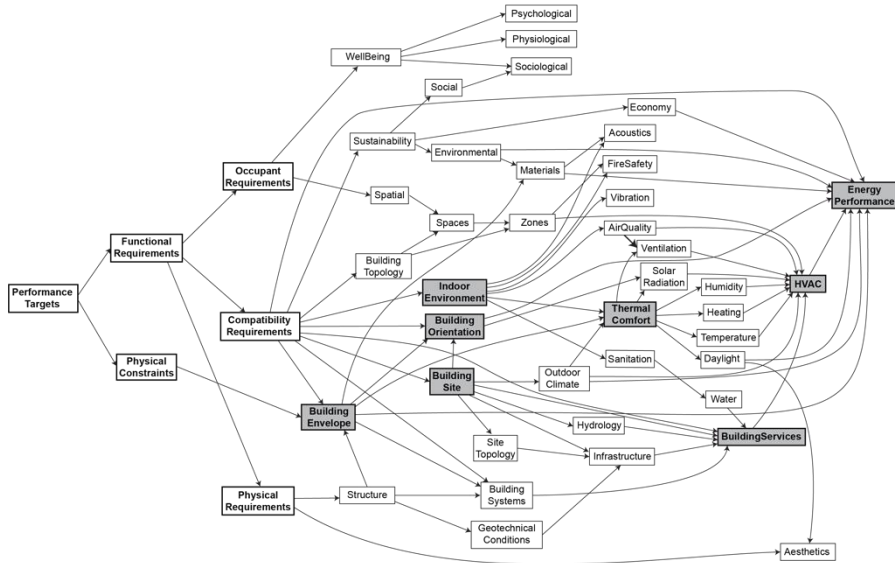 Psychological
Physiological
WellBeing
Sociological
Social
Economy
Acoustics
Sustainability
Environmental
FireSafety
Materials
Occupant
Requirements
Energy
Performance
Spatial
Vibration
Spaces
Zones
AirQuality
Functional
Requirements
Ventilation
Building
Topology
Solar
Radiation
Indoor
Environment
Humidity
HVAC
Performance
Targets
Thermal
Comfort
Heating
Compatibility
Requirements
Building
Orientation
Temperature
Physical
Constraints
Sanitation
Daylight
Building
Site
Outdoor
Climate
Water
Building
Envelope
Hydrology
BuildingServices
Site
Topology
Infrastructure
Physical
Requirements
Structure
Building
Systems
Geotechnical
Conditions
Aesthetics